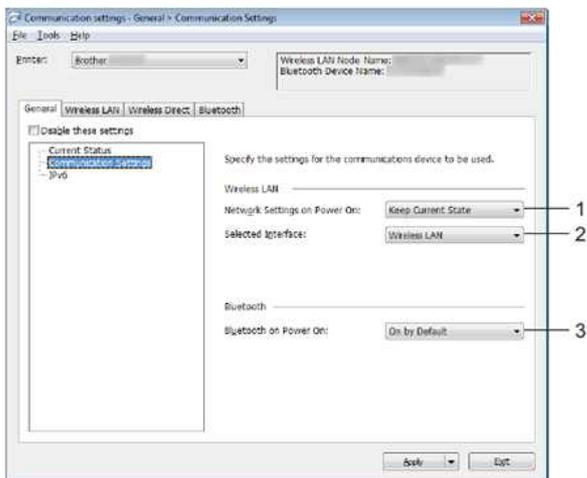 Communication settings - General > Communication Settings
File Tools Help
Printer: Brother
Wireless LAN Node Name:
Bluetooth Device Name:
General Wireless LAN Wireless Direct Bluetooth
Disable these settings
Current Status
Communication Settings
IPv6
Specify the settings for the communications device to be used.
Wireless LAN
Network Settings on Power On: Keep Current State 1
Selected Interface: Wireless LAN 2
Bluetooth
Bluetooth on Power On: On by Default 3
Apply Exit